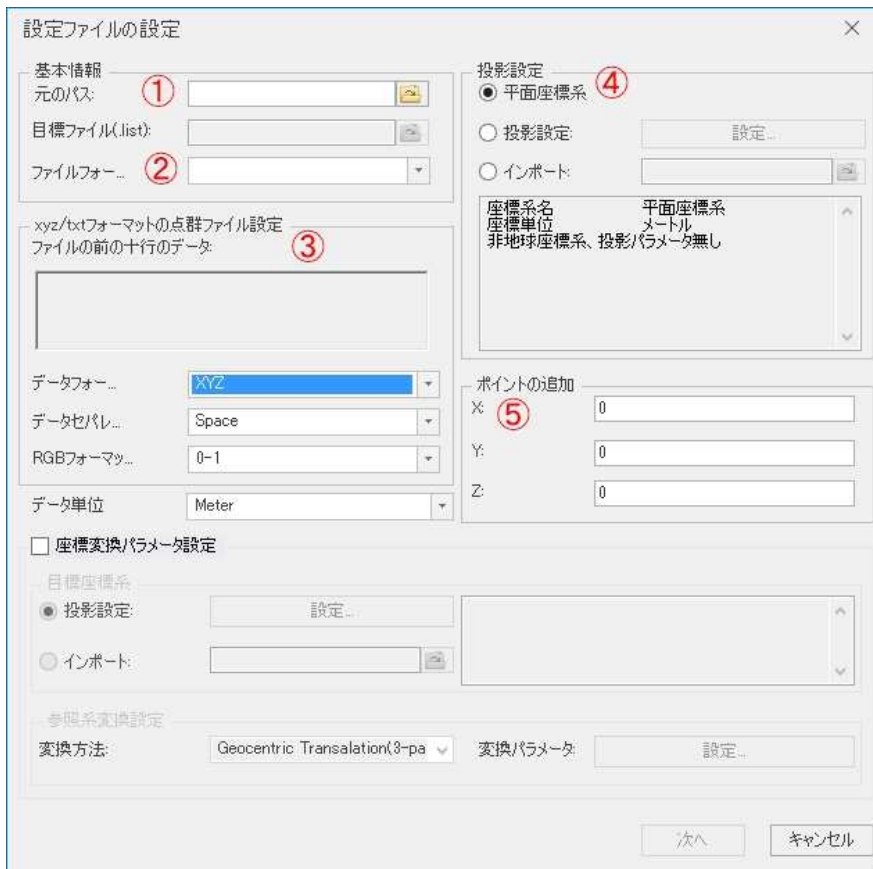 設定ファイルの設定
基本情報
元のパス: ①
目標ファイル(.list):
ファイルフォー... ②
xyz/txtフォーマットの点群ファイル設定
ファイルの前の十行のデータ: ③
データフォー... XYZ
データセパレ... Space
RGBフォーマッ... 0-1
データ単位 Meter
投影設定
平面座標系 ④
投影設定: 設定...
インポート:
座標系名 平面座標系
座標単位 メートル
非地球座標系、投影パラメータ無し
ポイントの追加
X: ⑤ 0
Y: 0
Z: 0
座標変換パラメータ設定
目標座標系
投影設定: 設定...
インポート:
参照系変換設定
変換方法: Geocentric Transalation(3-pa 変換パラメータ: 設定...
次へ キャンセル